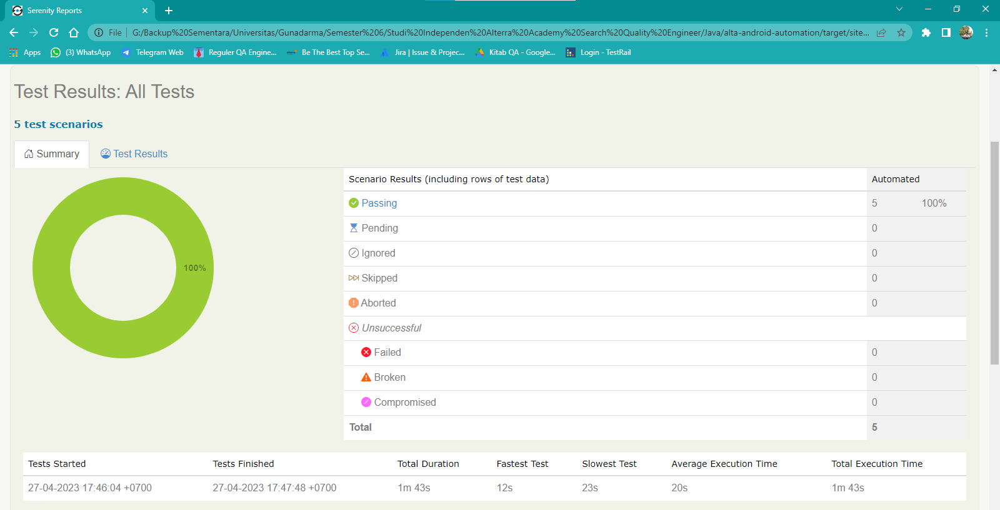 Serenity Reports
File
G:/Backup%20Sementara/Universitas/Gunadarma/Semester%206/Studi%20Independen%20Alterra%20Academy%20Search%20Quality%20Engineer/Java/alta-android-automation/target/site...
Apps (3) WhatsApp Telegram Web Reguler QA Engine... Be The Best Top Se... Jira | Issue & Projec... Kitab QA - Google... Login - TestRail
Test Results: All Tests
5 test scenarios
Summary Test Results
100%
Scenario Results (including rows of test data) Automated
Passing 5 100%
Pending 0
Ignored 0
Skipped 0
Aborted 0
Unsuccessful
Failed 0
Broken 0
Compromised 0
Total 5
Tests Started Tests Finished Total Duration Fastest Test Slowest Test Average Execution Time Total Execution Time
27-04-2023 17:46:04 +0700 27-04-2023 17:47:48 +0700 1m 43s 12s 23s 20s 1m 43s